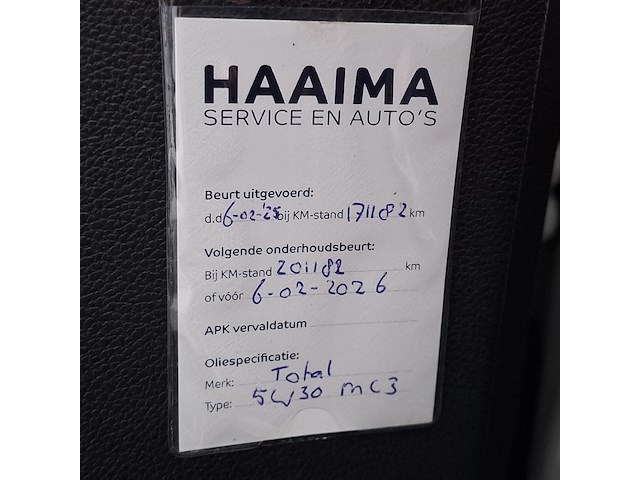 HAAIMA
SERVICE EN AUTO'S
Beurt uitgevoerd:
d.d 6-02-'25 bij KM-stand 171182 km
Volgende onderhoudsbeurt:
Bij KM-stand 201182 km
of vóór 6-02-2026
APK vervaldatum
Oliespecificatie:
Merk: Total
Type: 5W30 MC3